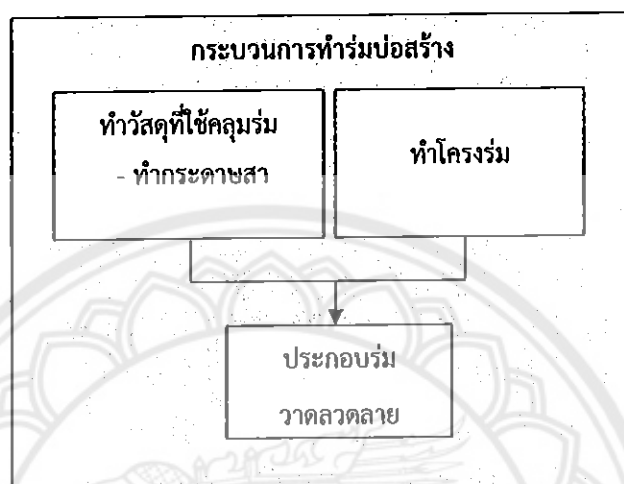 กระบวนการทำร่มบ่อสร้าง
ทำวัสดุที่ใช้คลุมร่ม
- ทำกระดาษสา
ทำโครงร่ม
ประกอบร่ม
วาดลวดลาย